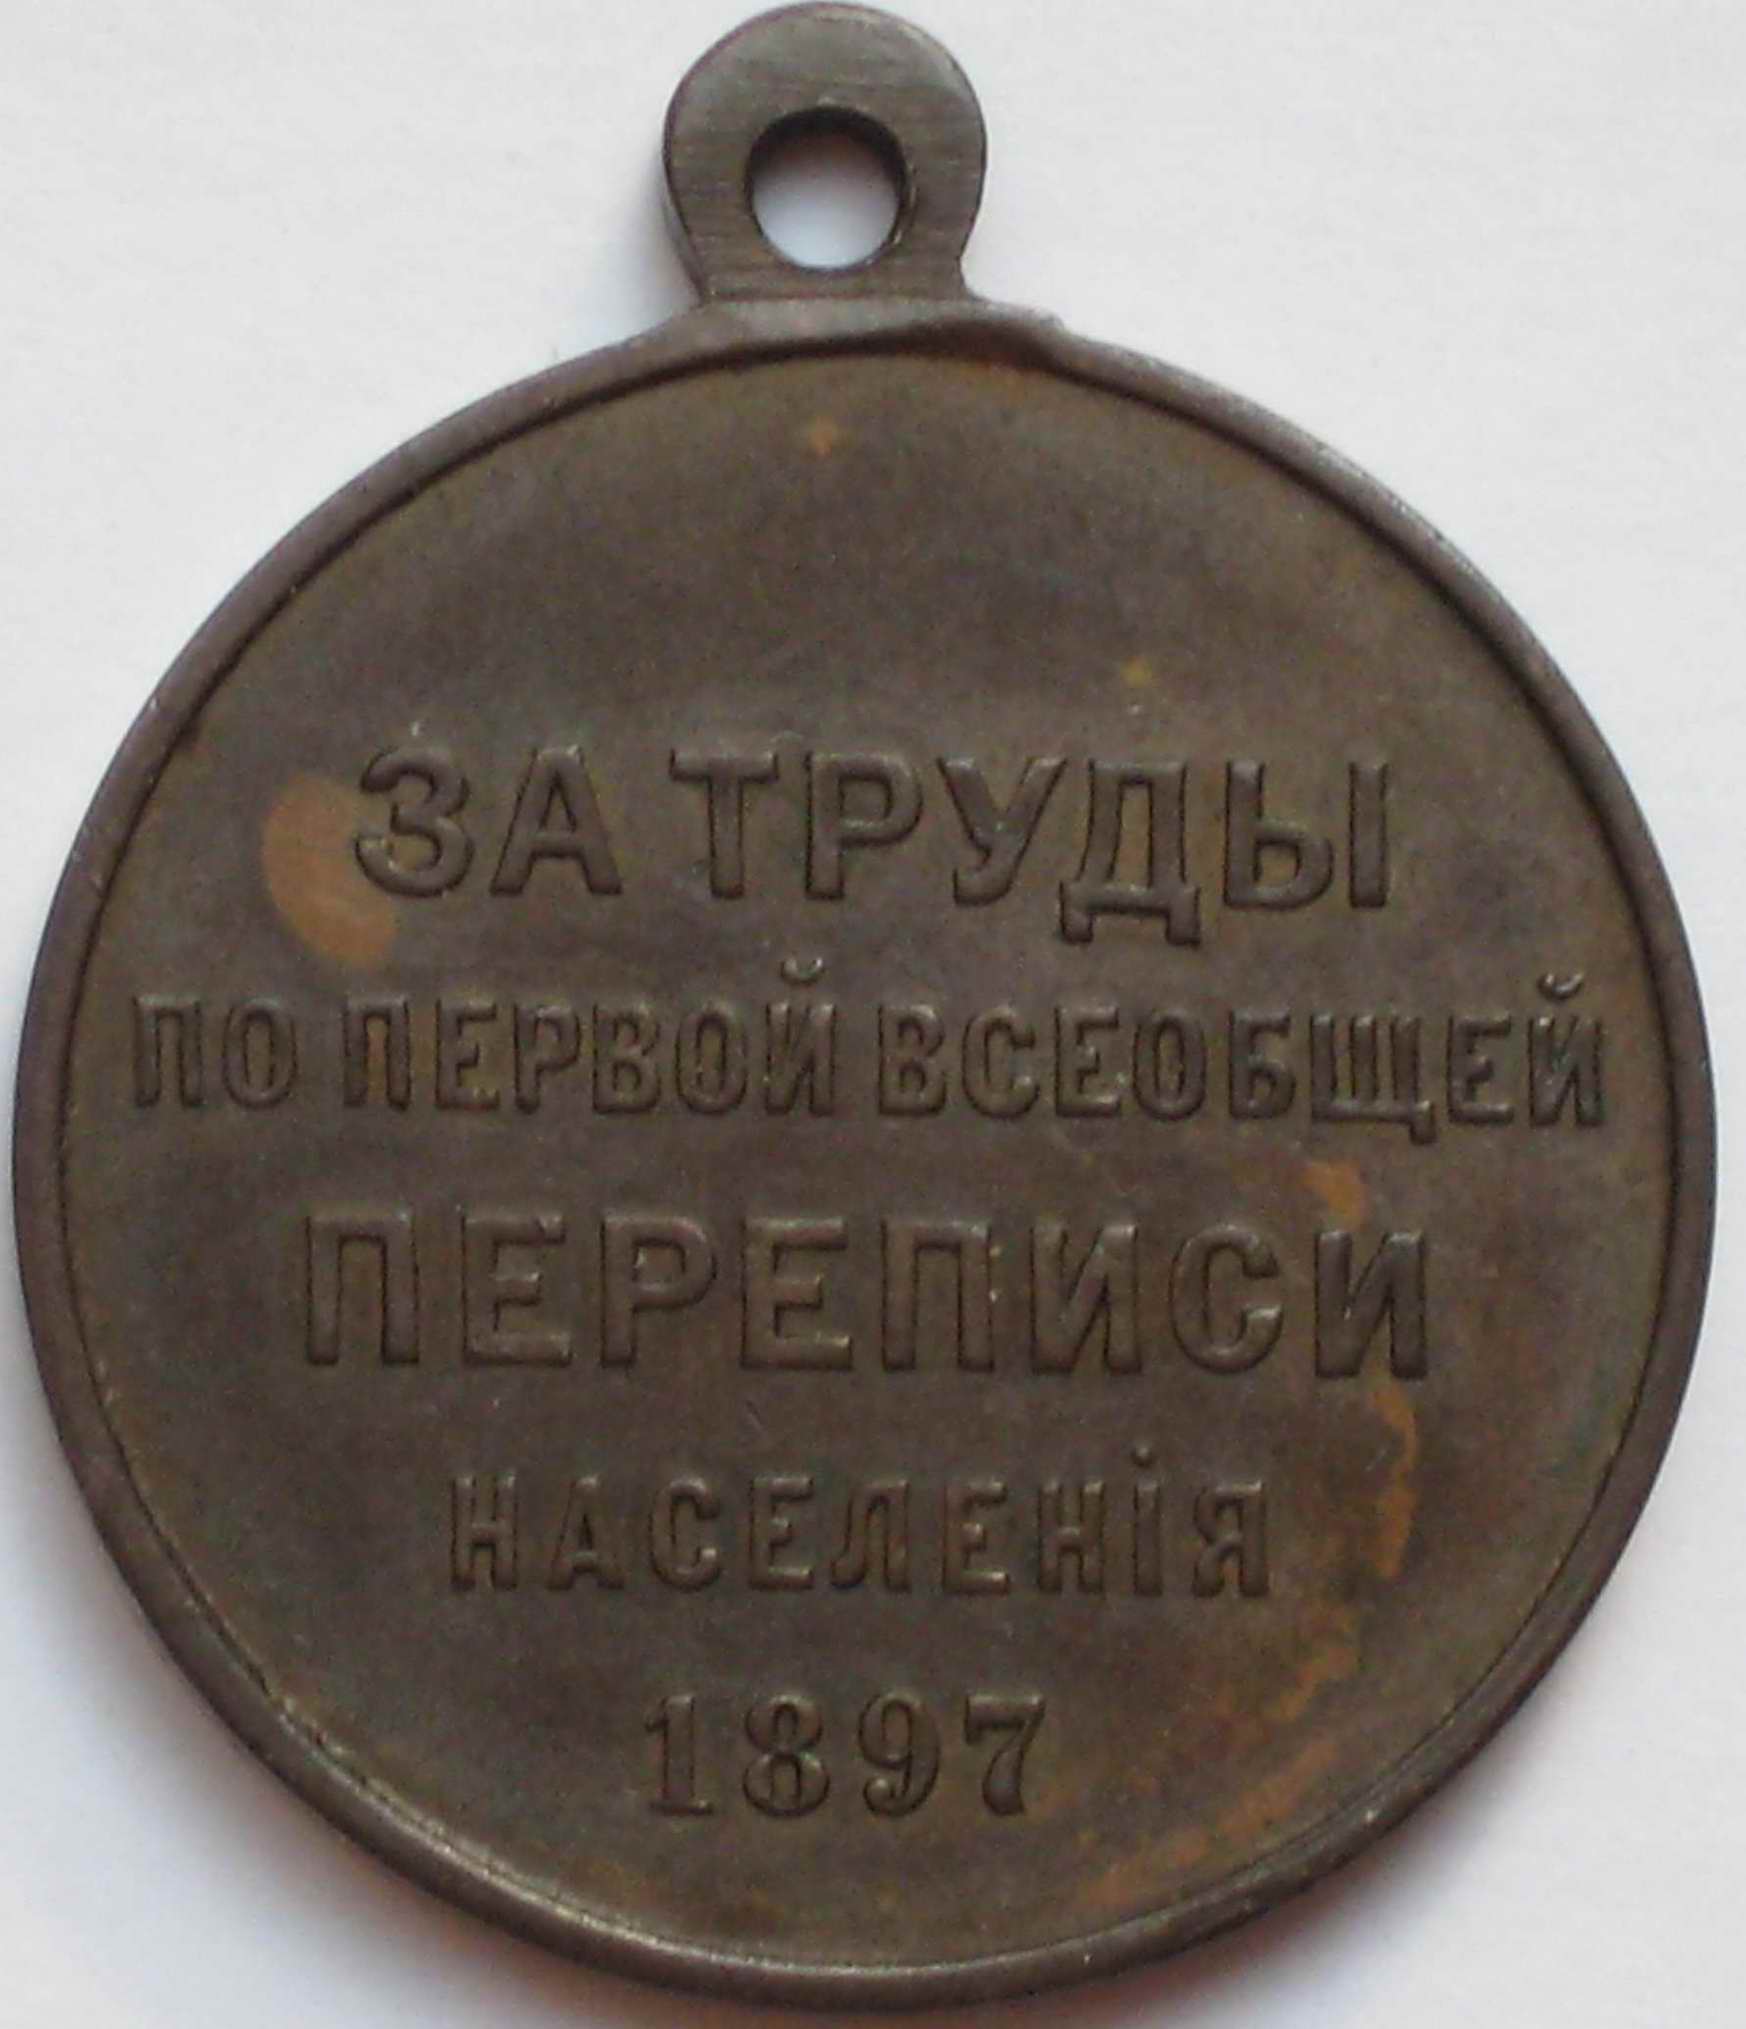 ЗА ТРУДЫ
ПО ПЕРВОЙ ВСЕОБЩЕЙ
ПЕРЕПИСИ
НАСЕЛЕНІЯ
1897